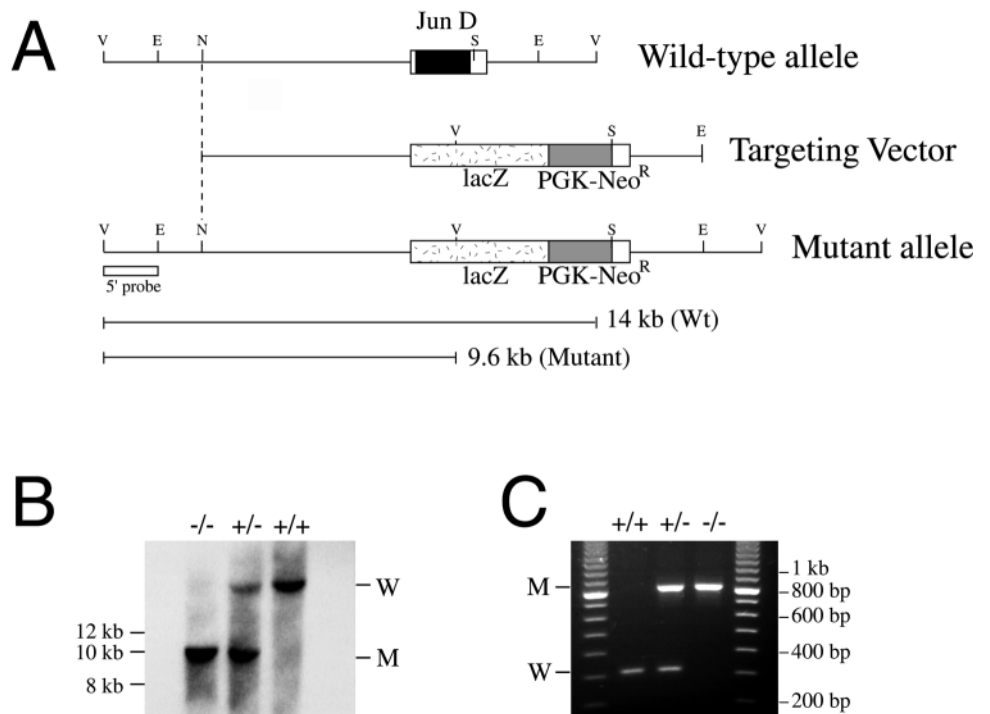 A
Jun D
V E N S E V
Wild-type allele
V S E
Targeting Vector
lacZ PGK-Neo^R
V E N V S E V
Mutant allele
lacZ PGK-Neo^R
5' probe
14 kb (Wt)
9.6 kb (Mutant)
B
-/- +/- +/+
W
12 kb
10 kb
M
8 kb
C
+/+ +/- -/-
1 kb
M
800 bp
600 bp
400 bp
W
200 bp